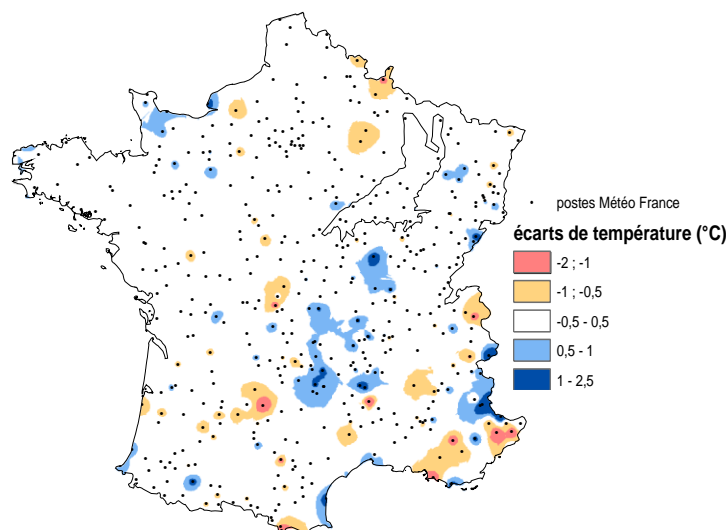 postes Météo France
écarts de température (°C)
-2 ; -1
-1 ; -0,5
-0,5 - 0,5
0,5 - 1
1 - 2,5